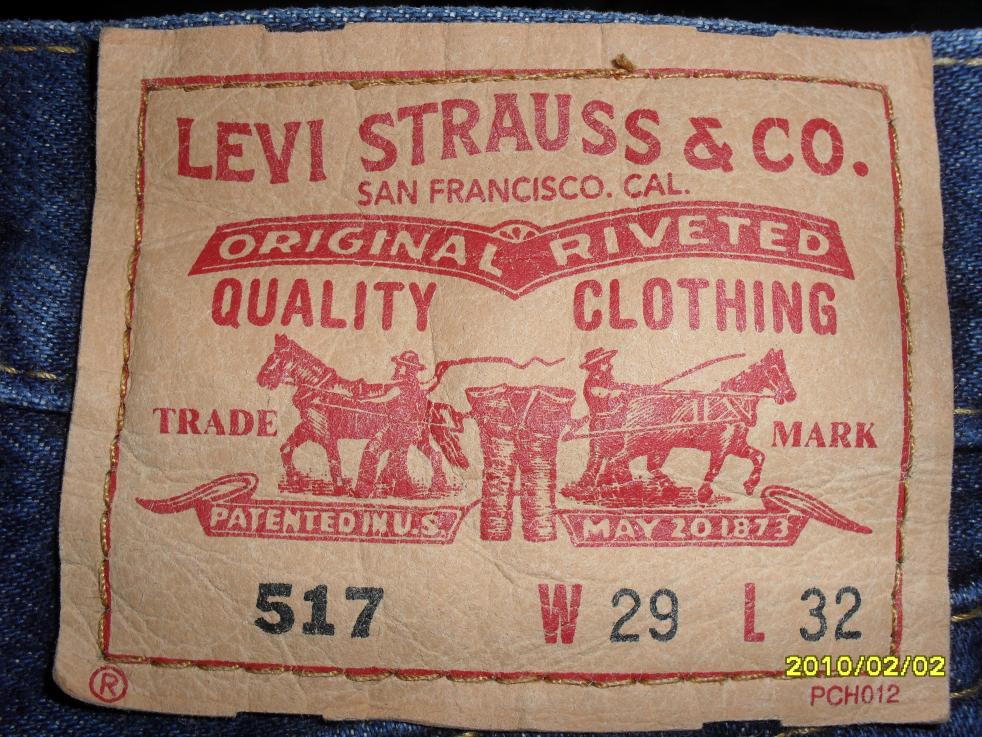 LEVI STRAUSS & CO.
SAN FRANCISCO. CAL.
ORIGINAL RIVETED
QUALITY CLOTHING
TRADE MARK
PATENTED IN U.S. MAY 20 1873
517 W 29 L 32
2010/02/02
® PCH012